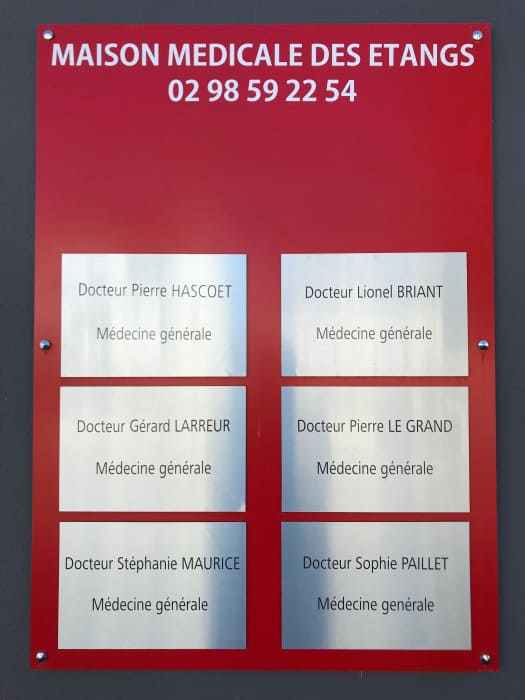 MAISON MEDICALE DES ETANGS
02 98 59 22 54
Docteur Pierre HASCOET
Médecine générale
Docteur Lionel BRIANT
Médecine générale
Docteur Gérard LARREUR
Médecine générale
Docteur Pierre LE GRAND
Médecine générale
Docteur Stéphanie MAURICE
Médecine générale
Docteur Sophie PAILLET
Médecine genérale